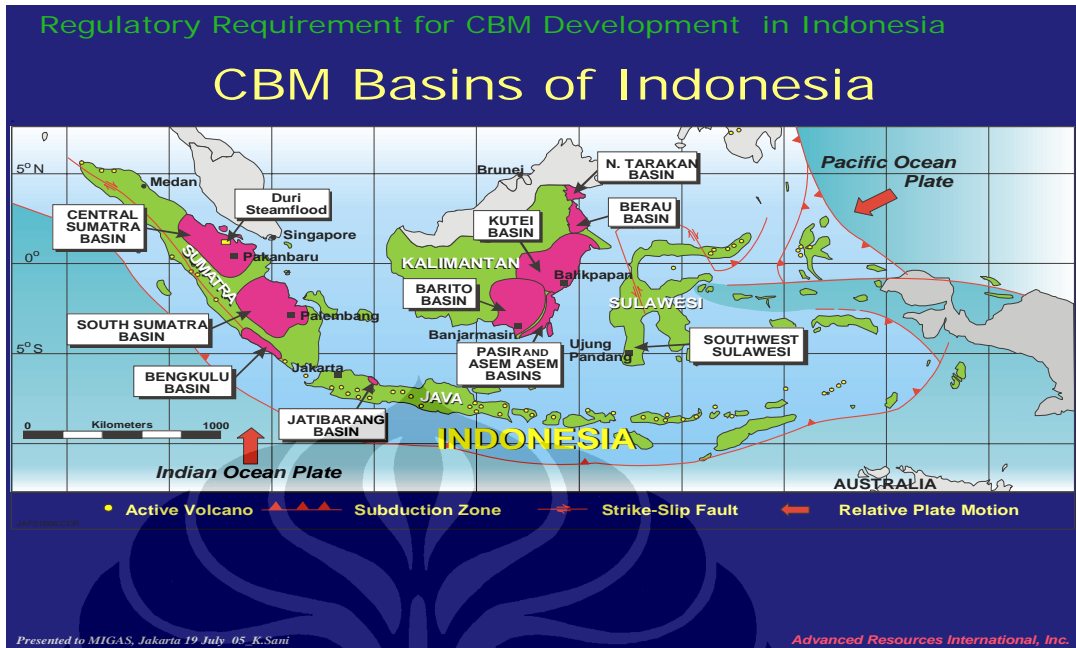 Regulatory Requirement for CBM Development in Indonesia
CBM Basins of Indonesia
5° N
0°
5° S
Medan
Duri
Steamflood
CENTRAL
SUMATRA
BASIN
Singapore
Pakanbaru
SUMATRA
SOUTH SUMATRA
BASIN
Palembang
BENGKULU
BASIN
Jakarta
JATIBARANG
BASIN
JAVA
Brunei
N. TARAKAN
BASIN
BERAU
BASIN
KUTEI
BASIN
KALIMANTAN
Balikpapan
BARITO
BASIN
Banjarmasin
PASIR AND
ASEM ASEM
BASINS
SULAWESI
Ujung
Pandang
SOUTHWEST
SULAWESI
Pacific Ocean
Plate
0 Kilometers 1000
Indian Ocean Plate
INDONESIA
AUSTRALIA
Active Volcano
Subduction Zone
Strike-Slip Fault
Relative Plate Motion
Presented to MIGAS, Jakarta 19 July 05_K.Sani
Advanced Resources International, Inc.